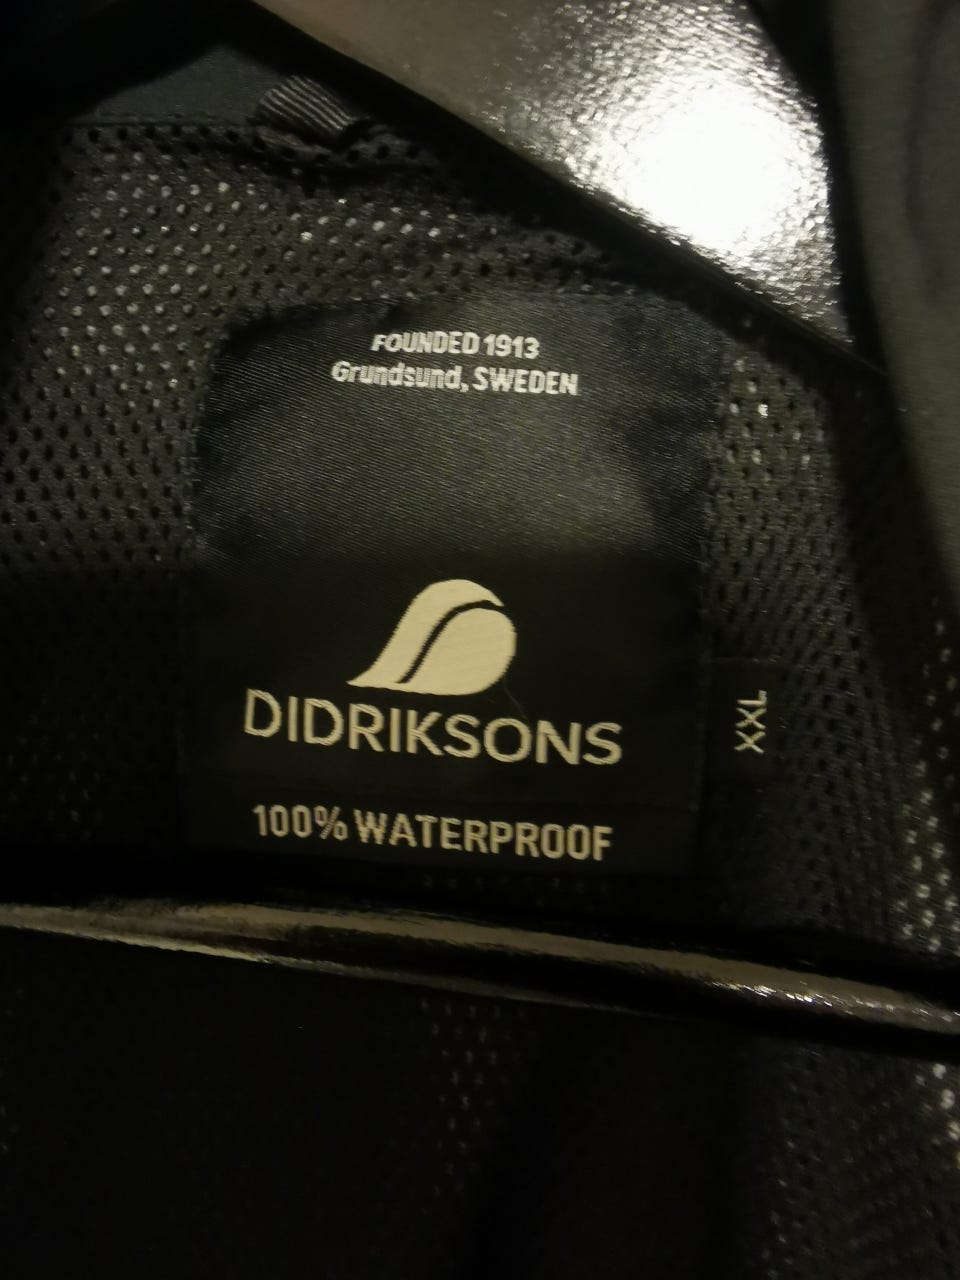 FOUNDED 1913
Grundsund, SWEDEN
DIDRIKSONS
XXL
100% WATERPROOF